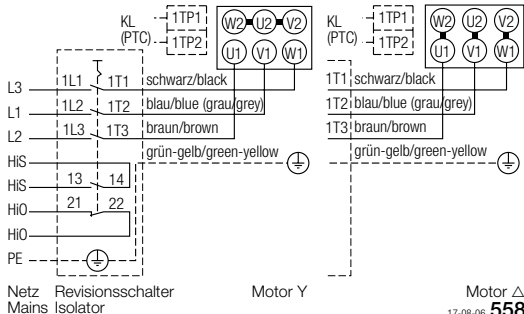 KL 1TP1 W2 U2 V2 KL 1TP1 W2 U2 V2
(PTC) 1TP2 U1 V1 W1 (PTC) 1TP2 U1 V1 W1
L3 1L1 1T1 schwarz/black 1T1 schwarz/black
L1 1L2 1T2 blau/blue (grau/grey) 1T2 blau/blue (grau/grey)
L2 1L3 1T3 braun/brown 1T3 braun/brown
HiS grün-gelb/green-yellow grün-gelb/green-yellow
HiS 13 14
HiO 21 22
HiO
PE
Netz Revisionsschalter Motor Y Motor △
Mains Isolator 17-08-06 558